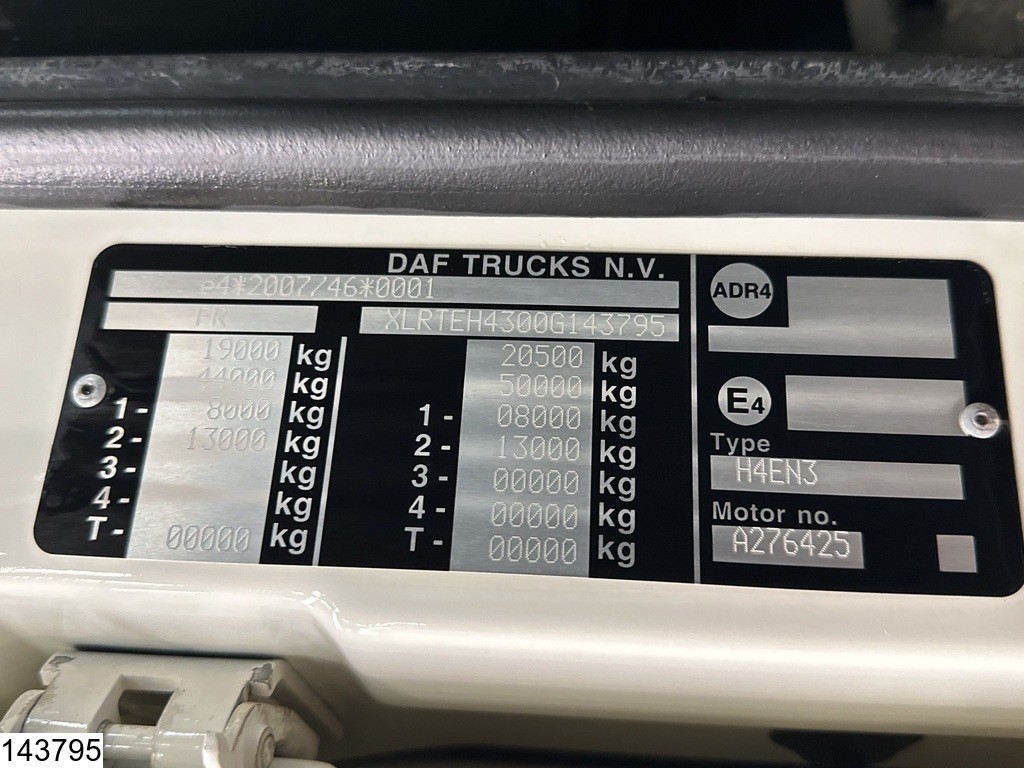 DAF TRUCKS N.V.
e4*2007/46*0001
FR XLRTEH4300G143795
19000 kg 20500 kg
44000 kg 50000 kg
1- 8000 kg 1- 08000 kg
2- 13000 kg 2- 13000 kg
3- kg 3- 00000 kg
4- kg 4- 00000 kg
T- 00000 kg T- 00000 kg
ADR4
E4
Type
H4EN3
Motor no.
A276425
143795